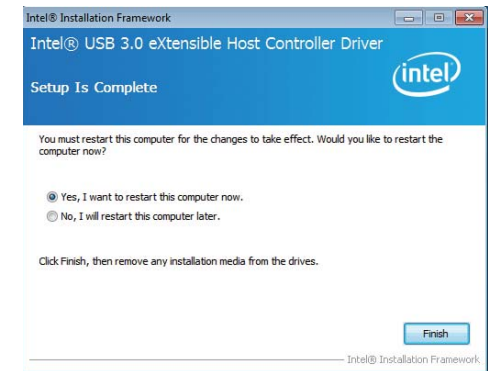 Intel® Installation Framework
Intel® USB 3.0 eXtensible Host Controller Driver
intel
Setup Is Complete
You must restart this computer for the changes to take effect. Would you like to restart the
computer now?
Yes, I want to restart this computer now.
No, I will restart this computer later.
Click Finish, then remove any installation media from the drives.
Finish
Intel® Installation Framework